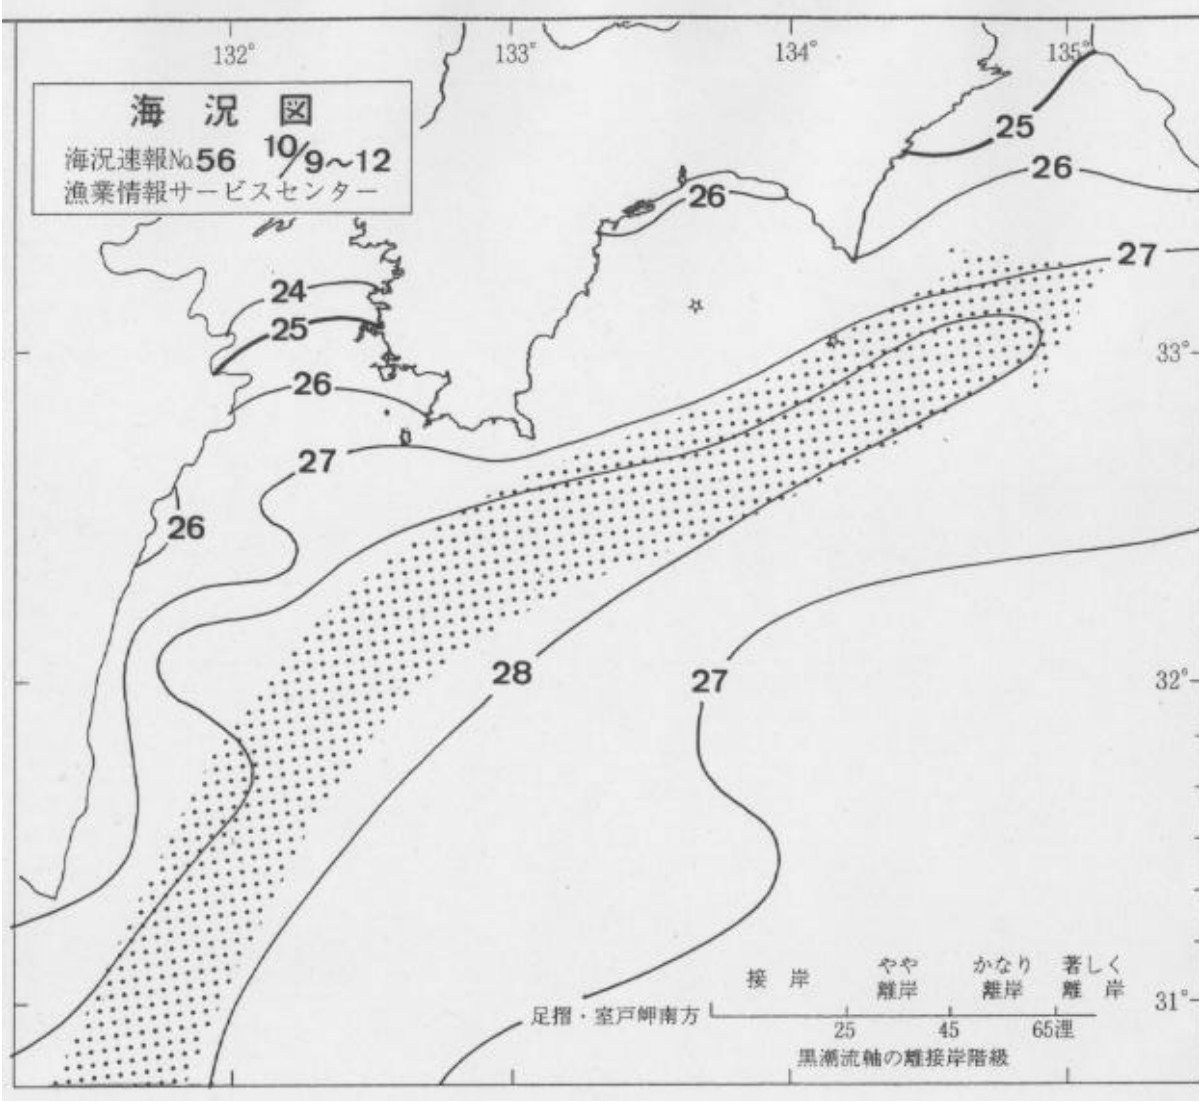 132°
133°
134°
135°
海 況 図
海況速報No.56 10/9～12
漁業情報サービスセンター
25
26
26
27
24
25
33°
26
27
26
28
27
32°
接 岸
やや
離岸
かなり
離岸
著しく
離 岸
足摺・室戸岬南方
25
45
65浬
31°
黒潮流軸の離接岸階級